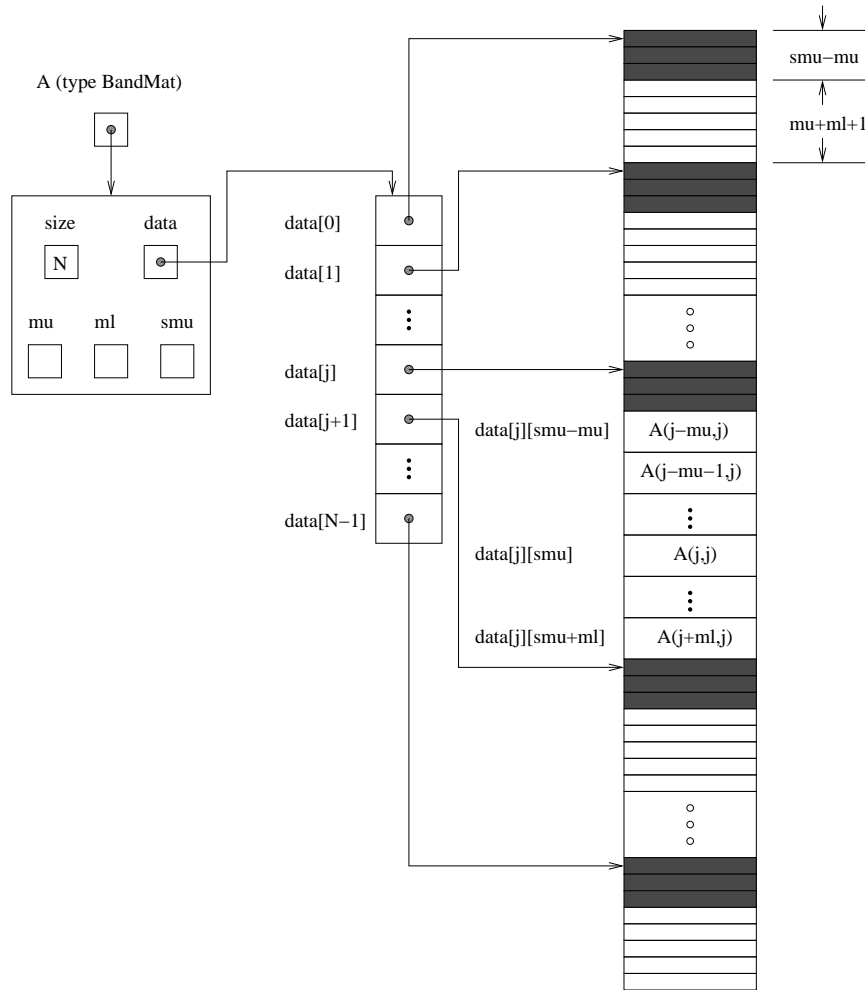 A (type BandMat)
size
data
N
mu
ml
smu
data[0]
data[1]
data[j]
data[j+1]
data[N−1]
smu−mu
mu+ml+1
data[j][smu−mu]
A(j−mu,j)
A(j−mu−1,j)
data[j][smu]
A(j,j)
data[j][smu+ml]
A(j+ml,j)